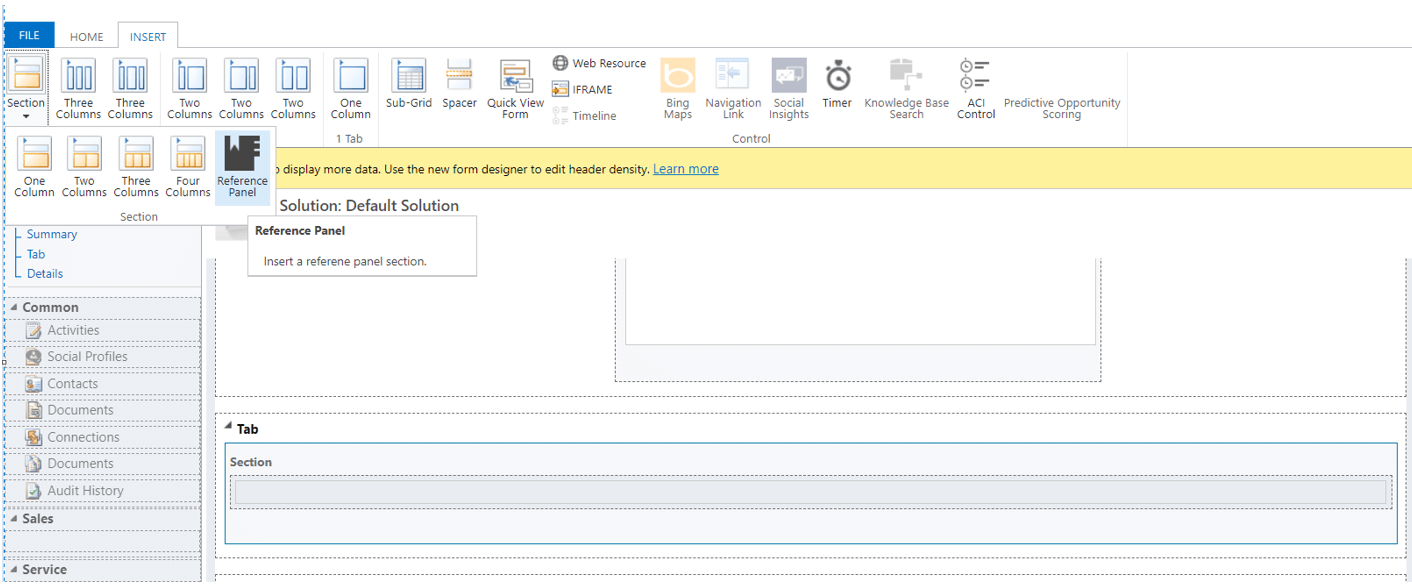 FILE
HOME
INSERT
Section
Three
Columns
Three
Columns
Two
Columns
Two
Columns
Two
Columns
One
Column
1 Tab
Sub-Grid
Spacer
Quick View
Form
Web Resource
IFRAME
Timeline
Bing
Maps
Navigation
Link
Social
Insights
Timer
Knowledge Base
Search
ACI
Control
Predictive Opportunity
Scoring
Control
One
Column
Two
Columns
Three
Columns
Four
Columns
Reference
Panel
Section
display more data. Use the new form designer to edit header density. Learn more
Solution: Default Solution
Reference Panel
Insert a referene panel section.
Summary
Tab
Details
Common
Activities
Social Profiles
Contacts
Documents
Connections
Documents
Audit History
Sales
Service
Tab
Section